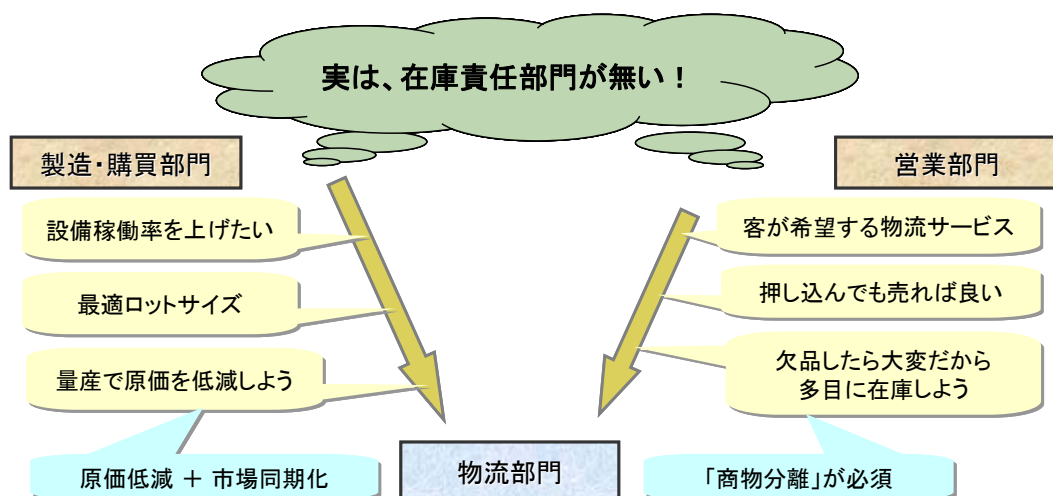 実は、在庫責任部門が無い!
製造・購買部門
営業部門
設備稼働率を上げたい
客が希望する物流サービス
最適ロットサイズ
押し込んでも売れば良い
量産で原価を低減しよう
欠品したら大変だから
多目に在庫しよう
原価低減 + 市場同期化
物流部門
「商物分離」が必須